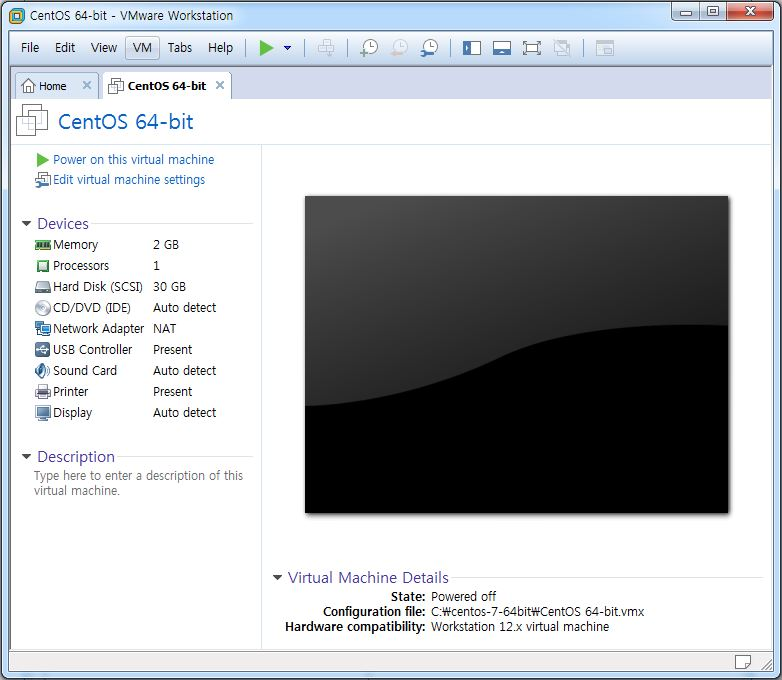 CentOS 64-bit - VMware Workstation
File Edit View VM Tabs Help
Home CentOS 64-bit
CentOS 64-bit
Power on this virtual machine
Edit virtual machine settings
Devices
Memory 2 GB
Processors 1
Hard Disk (SCSI) 30 GB
CD/DVD (IDE) Auto detect
Network Adapter NAT
USB Controller Present
Sound Card Auto detect
Printer Present
Display Auto detect
Description
Type here to enter a description of this
virtual machine.
Virtual Machine Details
State: Powered off
Configuration file: C:₩centos-7-64bit₩CentOS 64-bit.vmx
Hardware compatibility: Workstation 12.x virtual machine